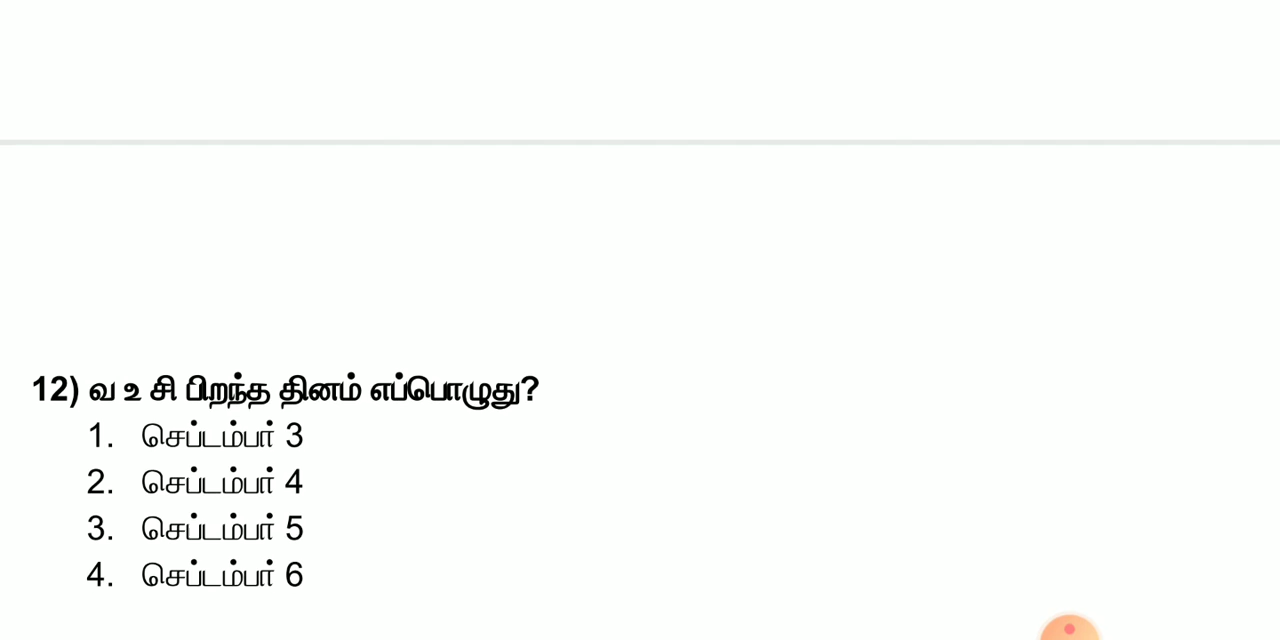 12) வ உ சி பிறந்த தினம் எப்பொழுது?
1. செப்டம்பர் 3
2. செப்டம்பர் 4
3. செப்டம்பர் 5
4. செப்டம்பர் 6